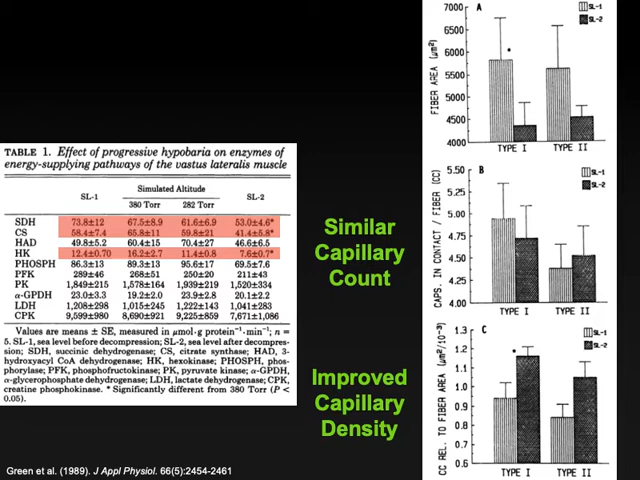 TABLE 1. Effect of progressive hypobaria on enzymes of
energy-supplying pathways of the vastus lateralis muscle
Simulated Altitude
SL-1 380 Torr 282 Torr SL-2
SDH 73.8±12 67.5±8.9 61.6±6.9 53.0±4.6*
CS 58.4±7.4 65.8±11 59.8±21 41.4±5.8*
HAD 49.8±5.2 60.4±15 70.4±27 46.6±6.5
HK 12.4±0.70 16.2±2.7 11.4±0.8 7.6±0.7*
PHOSPH 86.3±13 89.3±13 95.6±17 69.5±7.6
PFK 289±46 268±51 250±20 211±43
PK 1,849±215 1,578±164 1,939±219 1,520±334
α-GPDH 23.0±3.3 19.2±2.0 23.9±2.8 20.1±2.2
LDH 1,208±298 1,015±245 1,222±143 1,041±283
CPK 9,599±980 8,690±921 9,225±859 7,671±1,086
Values are means ± SE, measured in μmol·g protein⁻¹·min⁻¹; n =
5. SL-1, sea level before decompression; SL-2, sea level after decompres-
sion; SDH, succinic dehydrogenase; CS, citrate synthase; HAD, 3-
hydroxyacyl CoA dehydrogenase; HK, hexokinase; PHOSPH, phos-
phorylase; PFK, phosphofructokinase; PK, pyruvate kinase; α-GPDH,
α-glycerophosphate dehydrogenase; LDH, lactate dehydrogenase; CPK,
creatine phosphokinase. * Significantly different from 380 Torr (P <
0.05).
Similar
Capillary
Count
Improved
Capillary
Density
A
SL-1
SL-2
FIBER AREA (μm²)
7000
6500
6000
5500
5000
4500
4000
*
TYPE I TYPE II
B
SL-1
SL-2
CAPS. IN CONTACT / FIBER (CC)
5.50
5.25
5.00
4.75
4.50
4.25
4.00
TYPE I TYPE II
C
SL-1
SL-2
CC REL. TO FIBER AREA (μm²/10⁻³)
1.3
1.2
1.1
1.0
0.9
0.8
0.7
0.6
*
TYPE I TYPE II
Green et al. (1989). J Appl Physiol. 66(5):2454-2461